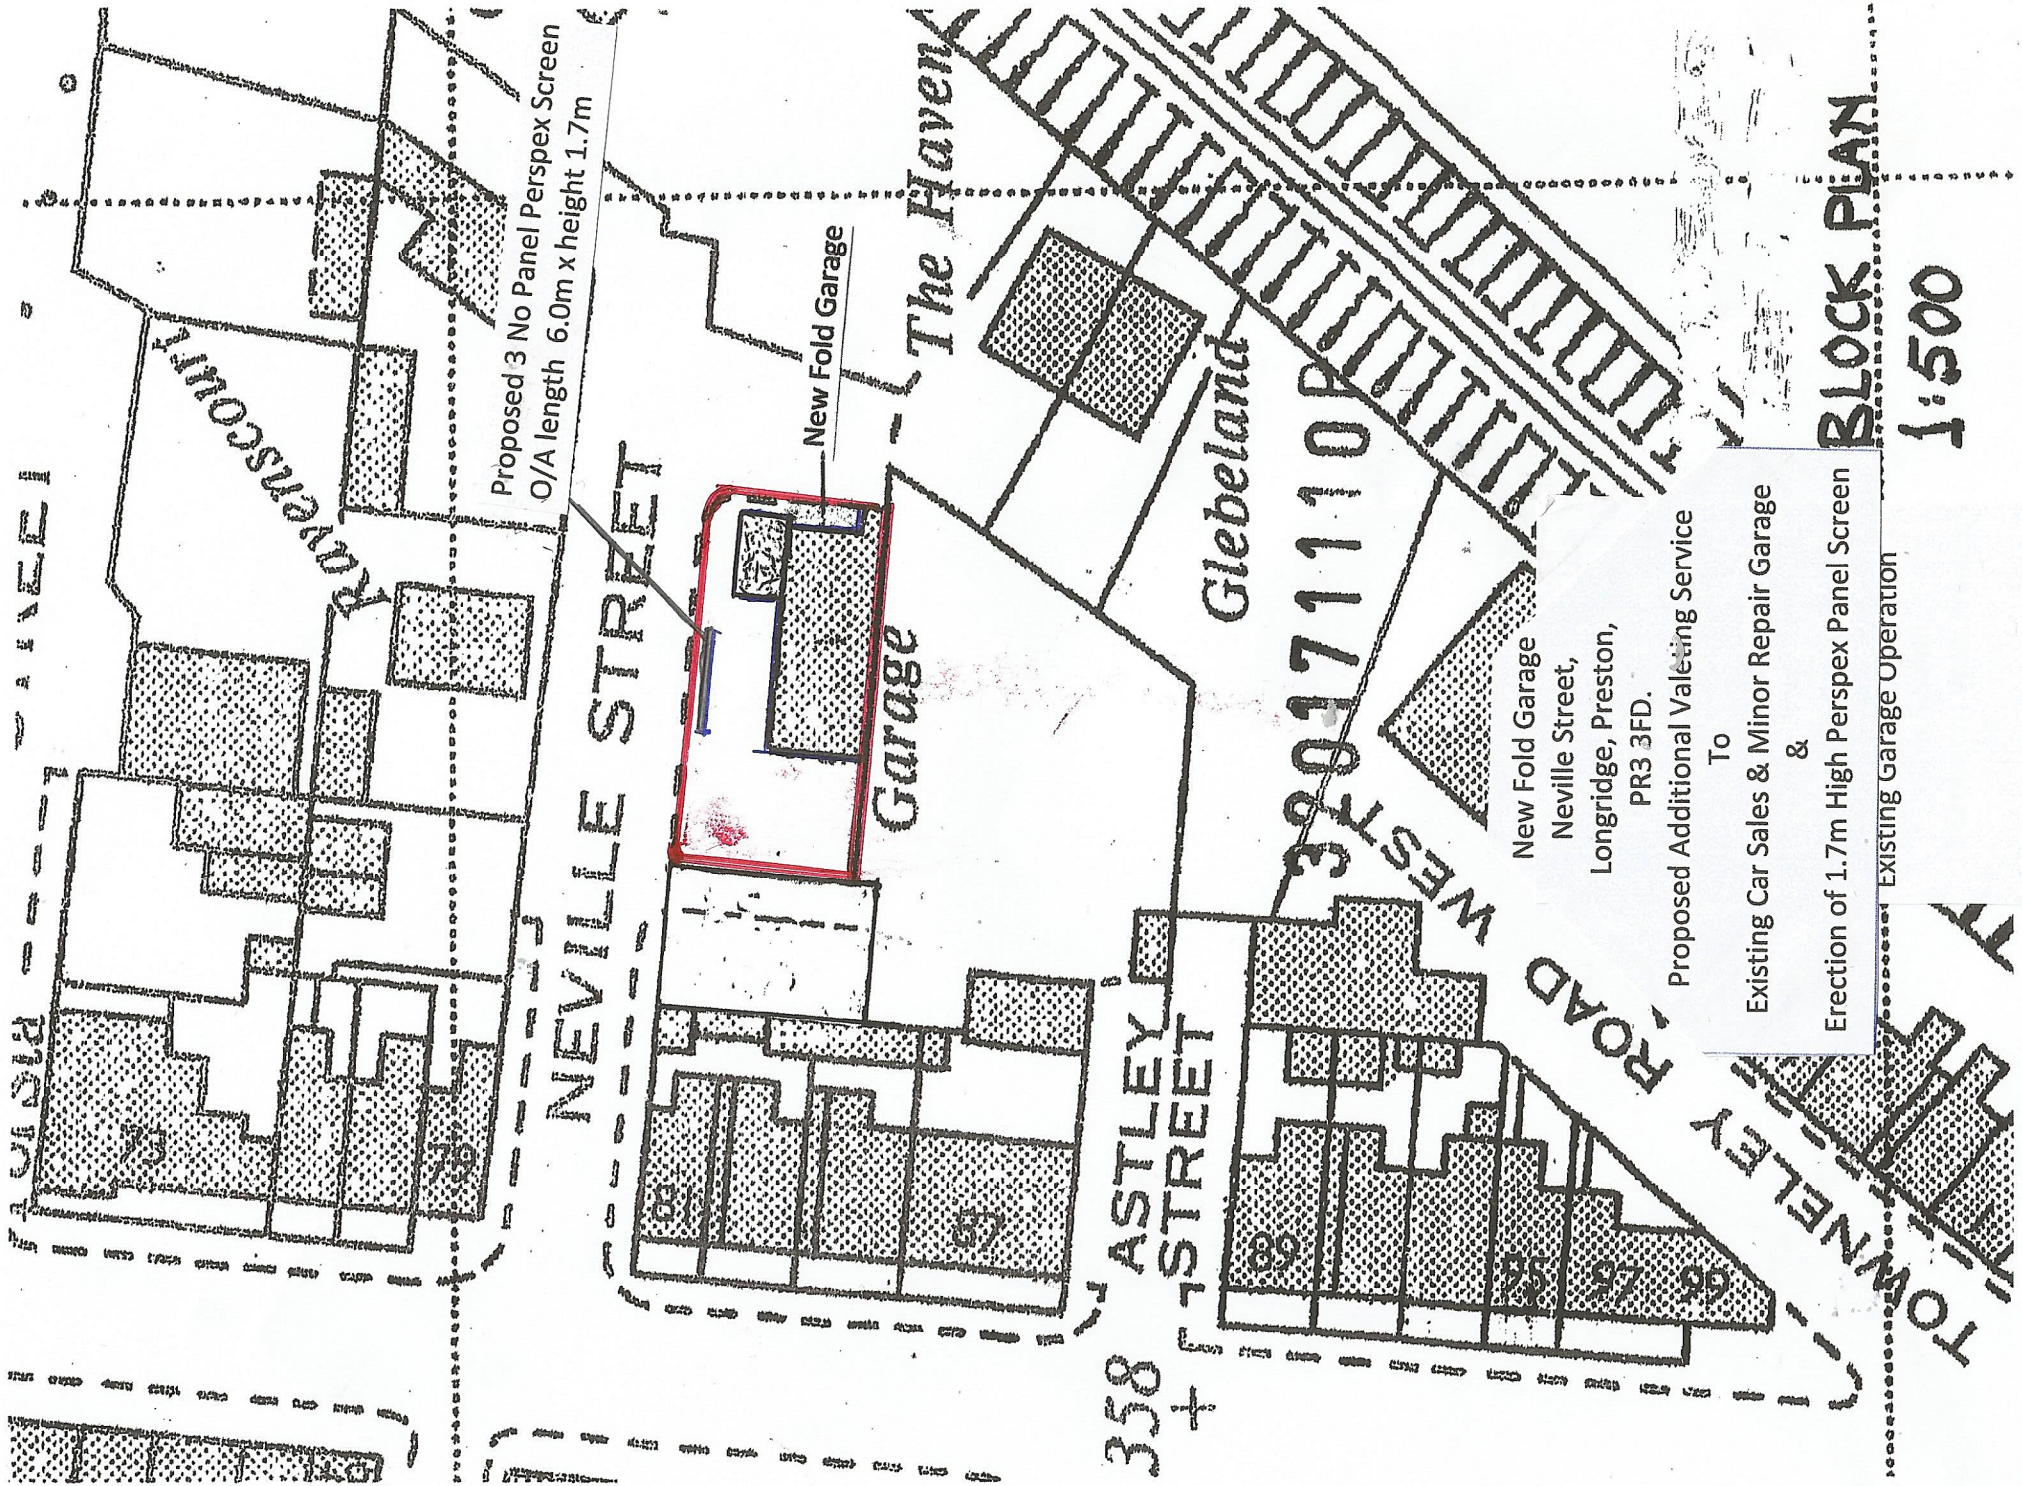 Proposed 3 No Panel Perspex Screen
O/A length 6.0m x height 1.7m
New Fold Garage
Ravenscourt
NEVILLE STREET
Garage
The Haven
Glebeland
ASTLEY
STREET
TOWNELEY ROAD WEST
BLOCK PLAN
1:500
New Fold Garage
Neville Street,
Longridge, Preston,
PR3 3FD.
Proposed Additional Valeting Service
To
Existing Car Sales & Minor Repair Garage
&
Erection of 1.7m High Perspex Panel Screen
Existing Garage Operation
79
81
87
89
95
97
99
358